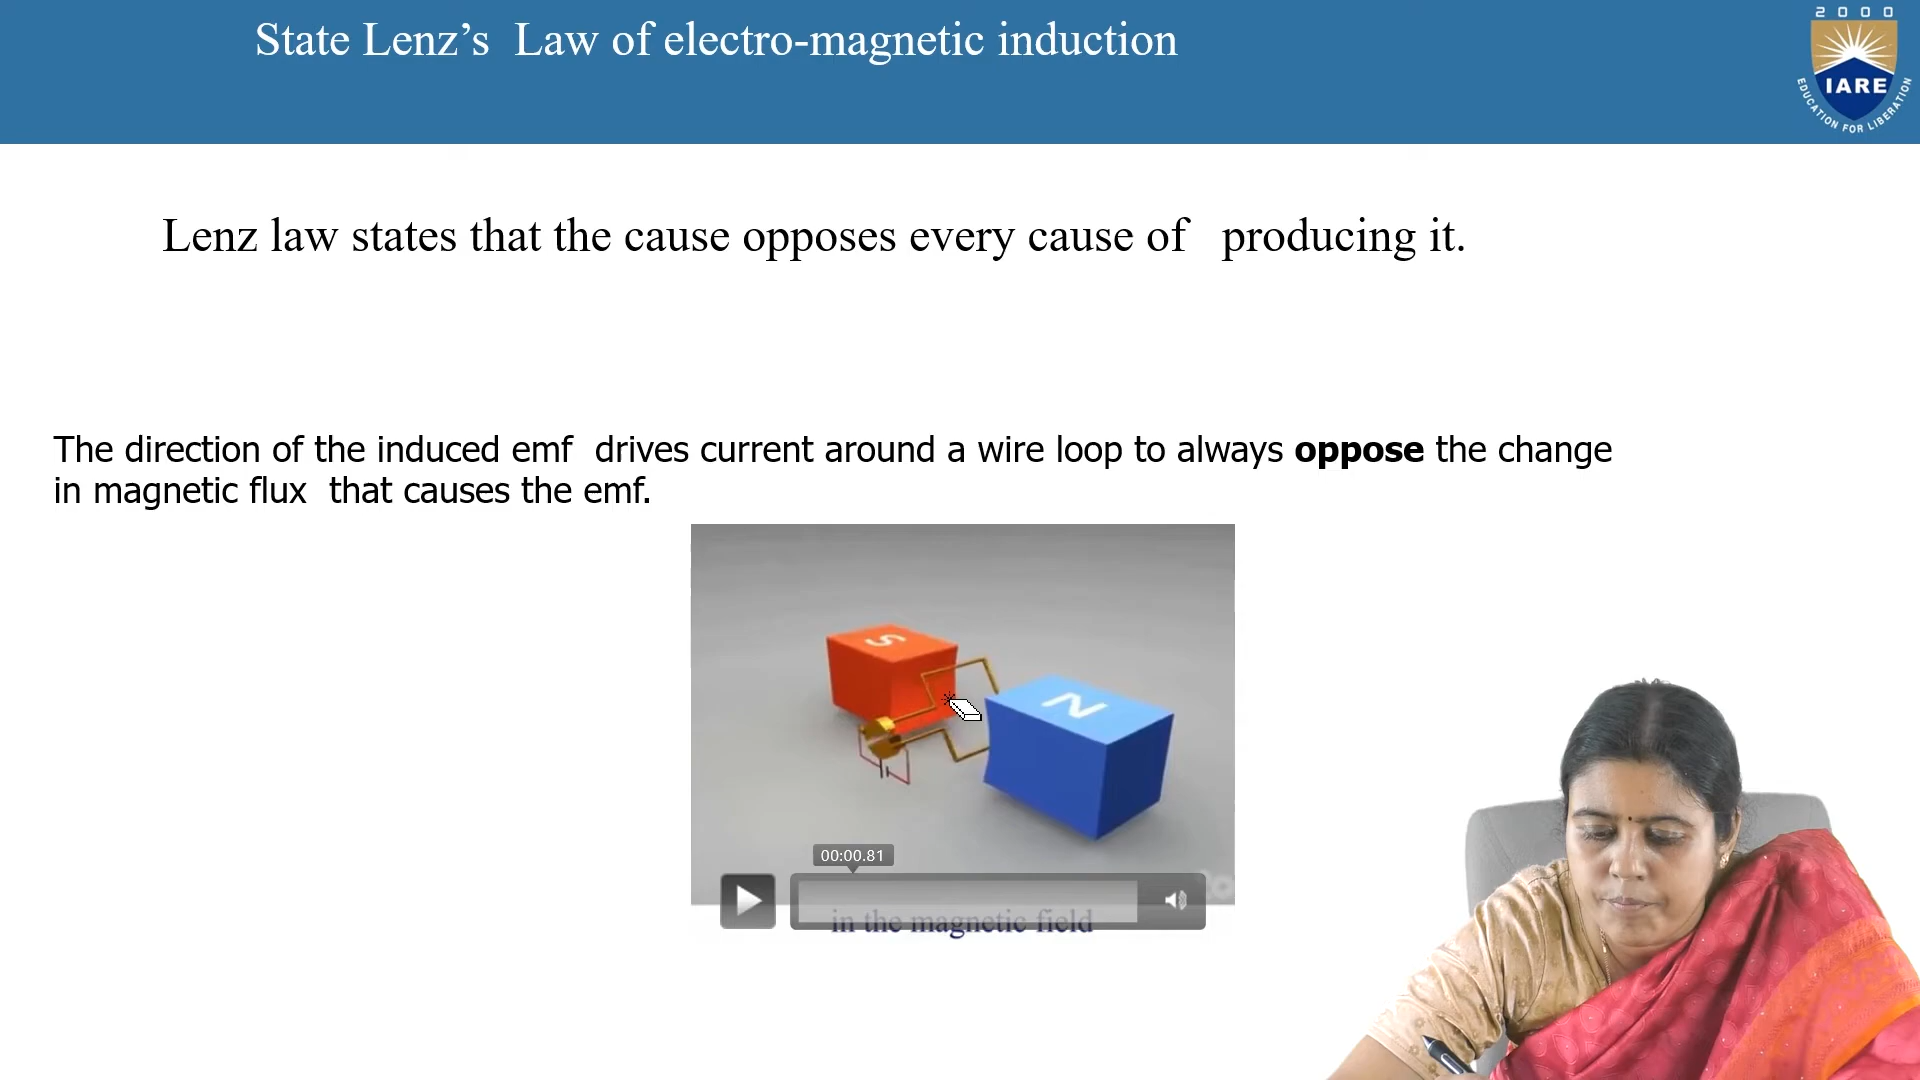 State Lenz’s Law of electro-magnetic induction
2000
IARE
EDUCATION FOR LIBERATION
Lenz law states that the cause opposes every cause of producing it.
The direction of the induced emf drives current around a wire loop to always oppose the change
in magnetic flux that causes the emf.
S
N
00:00.81
in the magnetic field